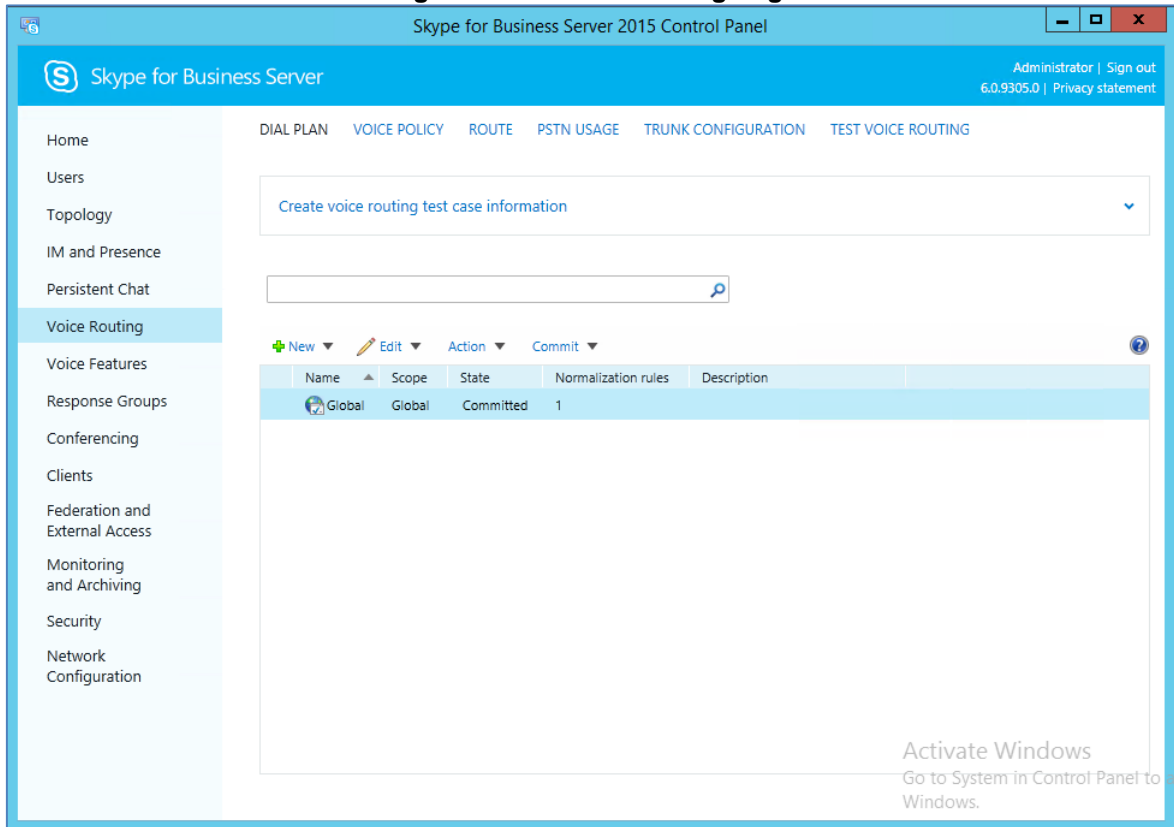 Skype for Business Server 2015 Control Panel
Skype for Business Server
Administrator | Sign out
6.0.9305.0 | Privacy statement
Home
Users
Topology
IM and Presence
Persistent Chat
Voice Routing
Voice Features
Response Groups
Conferencing
Clients
Federation and
External Access
Monitoring
and Archiving
Security
Network
Configuration
DIAL PLAN VOICE POLICY ROUTE PSTN USAGE TRUNK CONFIGURATION TEST VOICE ROUTING
Create voice routing test case information
New Edit Action Commit
Name Scope State Normalization rules Description
Global Global Committed 1
Activate Windows
Go to System in Control Panel to
Windows.